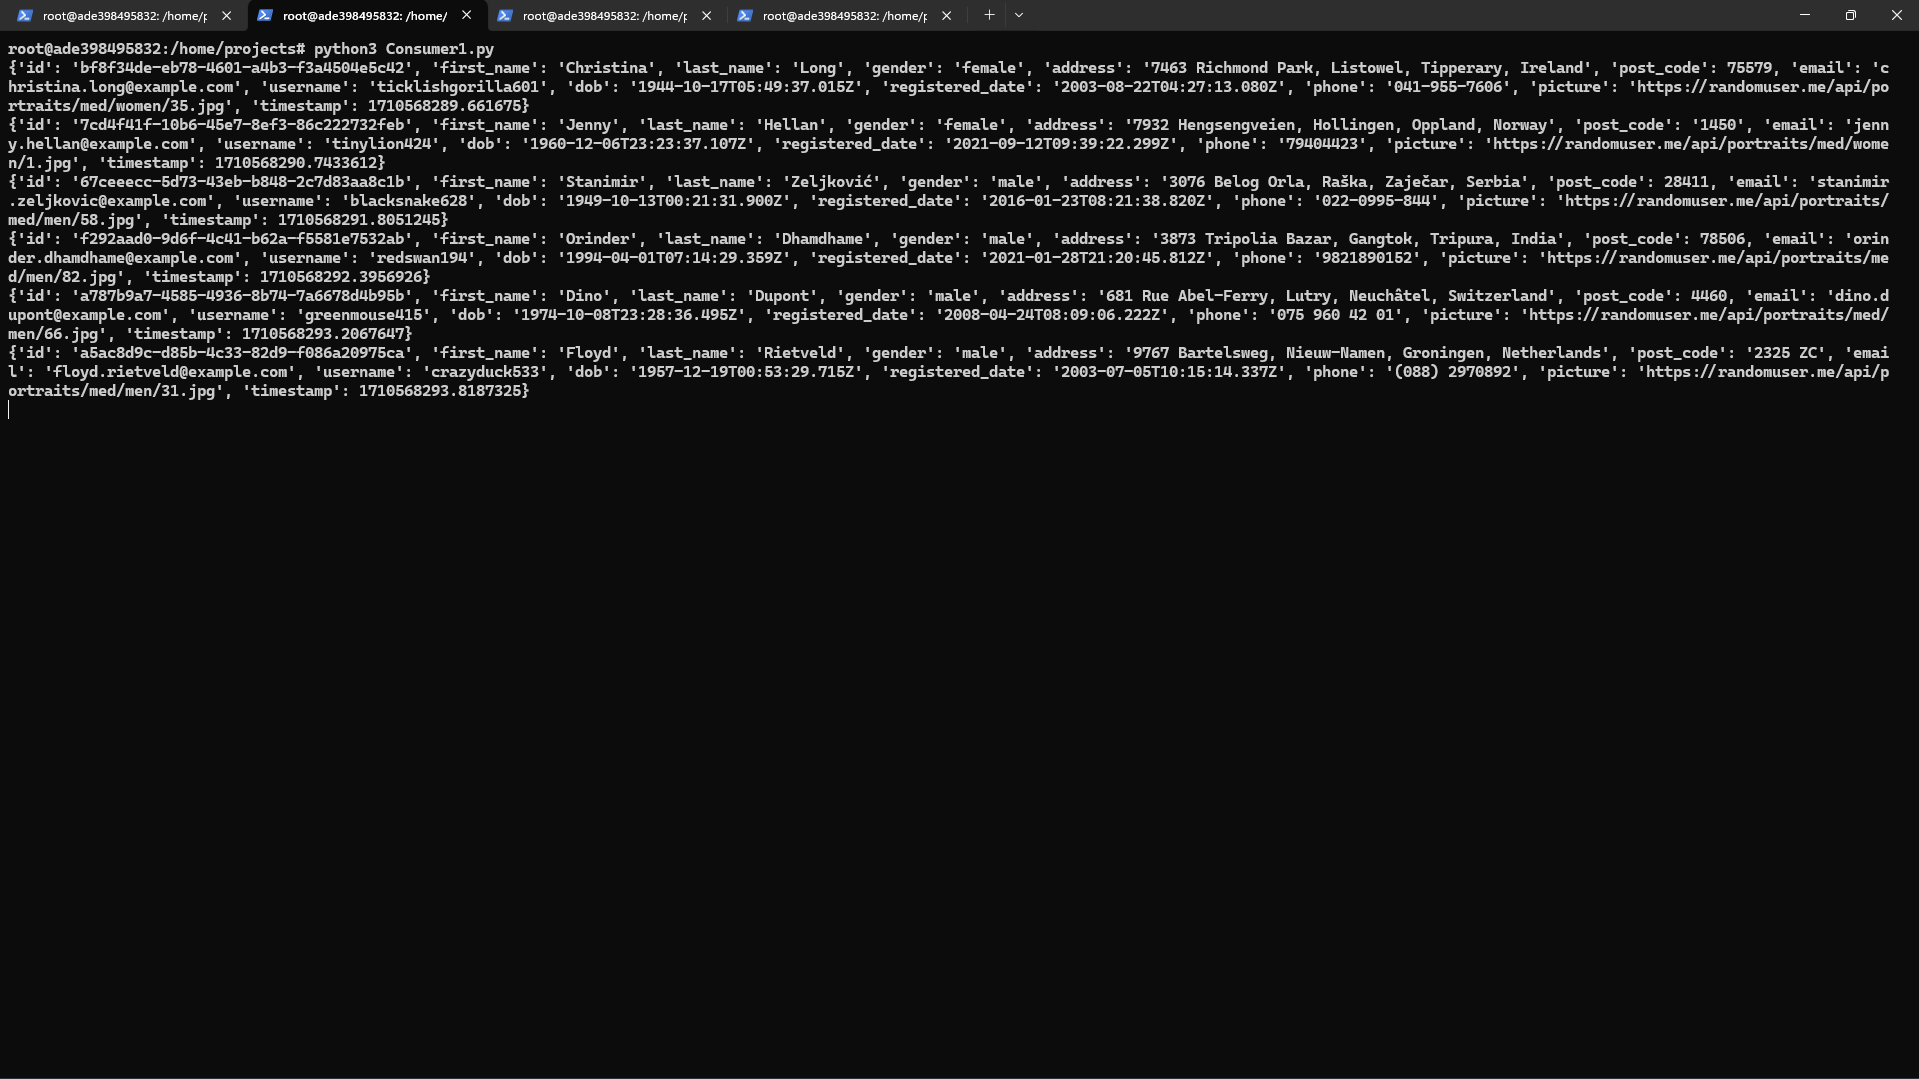 root@ade398495832: /home/p
root@ade398495832: /home/
root@ade398495832: /home/p
root@ade398495832: /home/p
root@ade398495832:/home/projects# python3 Consumer1.py
{'id': 'bf8f34de-eb78-4601-a4b3-f3a4504e5c42', 'first_name': 'Christina', 'last_name': 'Long', 'gender': 'female', 'address': '7463 Richmond Park, Listowel, Tipperary, Ireland', 'post_code': 75579, 'email': 'c
hristina.long@example.com', 'username': 'ticklishgorilla601', 'dob': '1944-10-17T05:49:37.015Z', 'registered_date': '2003-08-22T04:27:13.080Z', 'phone': '041-955-7606', 'picture': 'https://randomuser.me/api/po
rtraits/med/women/35.jpg', 'timestamp': 1710568289.661675}
{'id': '7cd4f41f-10b6-45e7-8ef3-86c222732feb', 'first_name': 'Jenny', 'last_name': 'Hellan', 'gender': 'female', 'address': '7932 Hengsengveien, Hollingen, Oppland, Norway', 'post_code': '1450', 'email': 'jenn
y.hellan@example.com', 'username': 'tinylion424', 'dob': '1960-12-06T23:23:37.107Z', 'registered_date': '2021-09-12T09:39:22.299Z', 'phone': '79404423', 'picture': 'https://randomuser.me/api/portraits/med/wome
n/1.jpg', 'timestamp': 1710568290.7433612}
{'id': '67ceeecc-5d73-43eb-b848-2c7d83aa8c1b', 'first_name': 'Stanimir', 'last_name': 'Zeljković', 'gender': 'male', 'address': '3076 Belog Orla, Raška, Zaječar, Serbia', 'post_code': 28411, 'email': 'stanimir
.zeljkovic@example.com', 'username': 'blacksnake628', 'dob': '1949-10-13T00:21:31.900Z', 'registered_date': '2016-01-23T08:21:38.820Z', 'phone': '022-0995-844', 'picture': 'https://randomuser.me/api/portraits/
med/men/58.jpg', 'timestamp': 1710568291.8051245}
{'id': 'f292aad0-9d6f-4c41-b62a-f5581e7532ab', 'first_name': 'Orinder', 'last_name': 'Dhamdhame', 'gender': 'male', 'address': '3873 Tripolia Bazar, Gangtok, Tripura, India', 'post_code': 78506, 'email': 'orin
der.dhamdhame@example.com', 'username': 'redswan194', 'dob': '1994-04-01T07:14:29.359Z', 'registered_date': '2021-01-28T21:20:45.812Z', 'phone': '9821890152', 'picture': 'https://randomuser.me/api/portraits/me
d/men/82.jpg', 'timestamp': 1710568292.3956926}
{'id': 'a787b9a7-4585-4936-8b74-7a6678d4b95b', 'first_name': 'Dino', 'last_name': 'Dupont', 'gender': 'male', 'address': '681 Rue Abel-Ferry, Lutry, Neuchâtel, Switzerland', 'post_code': 4460, 'email': 'dino.d
upont@example.com', 'username': 'greenmouse415', 'dob': '1974-10-08T23:28:36.495Z', 'registered_date': '2008-04-24T08:09:06.222Z', 'phone': '075 960 42 01', 'picture': 'https://randomuser.me/api/portraits/med/
men/66.jpg', 'timestamp': 1710568293.2067647}
{'id': 'a5ac8d9c-d85b-4c33-82d9-f086a20975ca', 'first_name': 'Floyd', 'last_name': 'Rietveld', 'gender': 'male', 'address': '9767 Bartelsweg, Nieuw-Namen, Groningen, Netherlands', 'post_code': '2325 ZC', 'emai
l': 'floyd.rietveld@example.com', 'username': 'crazyduck533', 'dob': '1957-12-19T00:53:29.715Z', 'registered_date': '2003-07-05T10:15:14.337Z', 'phone': '(088) 2970892', 'picture': 'https://randomuser.me/api/p
ortraits/med/men/31.jpg', 'timestamp': 1710568293.8187325}